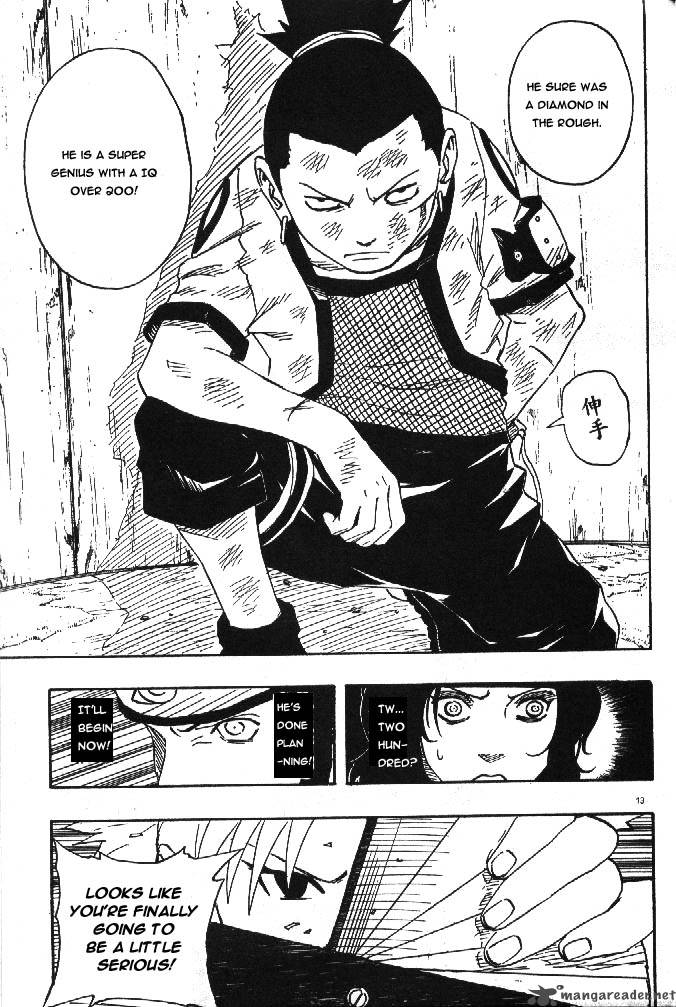 HE SURE WAS
A DIAMOND IN
THE ROUGH.
HE IS A SUPER
GENIUS WITH A IQ
OVER 200!
伸
手
TW...
TWO
HUN-
DRED?
HE'S
DONE
PLAN
-NING!
IT'LL
BEGIN
NOW!
13
LOOKS LIKE
YOU'RE FINALLY
GOING TO
BE A LITTLE
SERIOUS!
mangareader.net